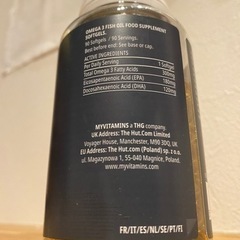 OMEGA 3 FISH OIL FOOD SUPPLEMENT
SOFTGELS.
90 Softgels / 90 Servings
Best before end: See base or cap.
ACTIVE INGREDIENTS
Per Daily Serving 1 Softgel
Total Omega 3 Fatty Acids 300mg
Eicosapentaenoic Acid (EPA) 180mg
Docosahexaenoic Acid (DHA) 120mg
MYVITAMINS a THG company.
UK Address: The Hut.Com Limited
Voyager House, Manchester, M90 3DQ, UK
EU Address: The Hut.com (Poland) sp. z o.o.
ul. Magazynowa 1, 55-040 Magnice, Poland.
www.myvitamins.com
FR/IT/ES/NL/SE/PT/FI